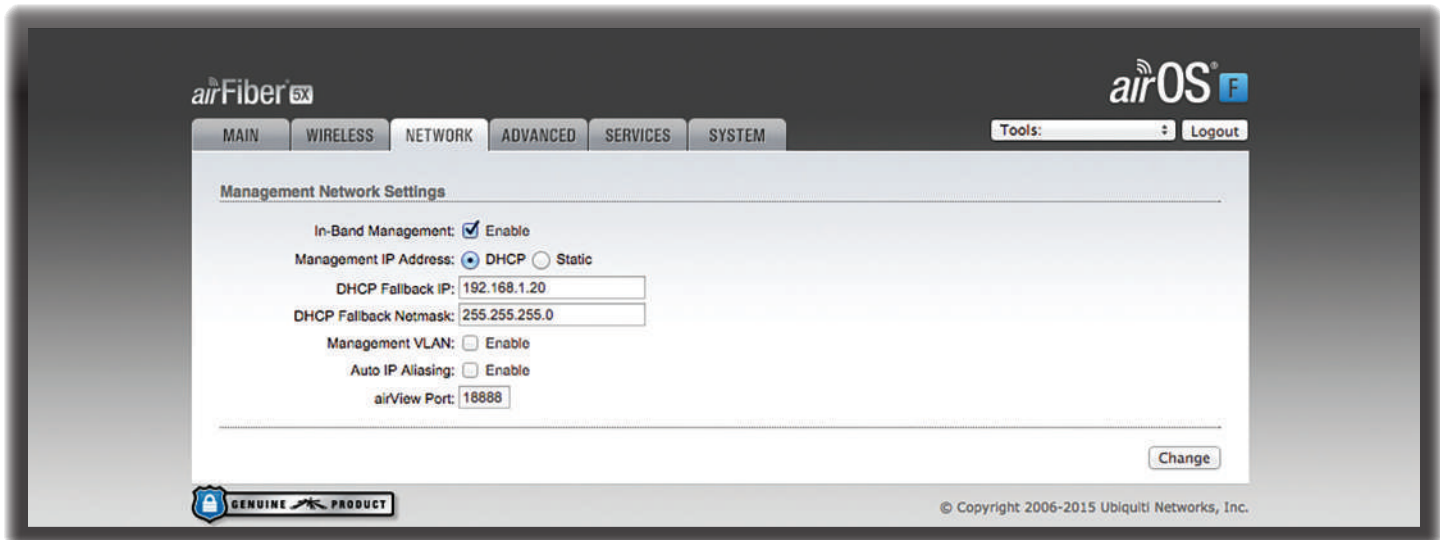 airFiber® 5X
airOS® F
MAIN WIRELESS NETWORK ADVANCED SERVICES SYSTEM
Tools: Logout
Management Network Settings
In-Band Management: Enable
Management IP Address: DHCP Static
DHCP Fallback IP: 192.168.1.20
DHCP Fallback Netmask: 255.255.255.0
Management VLAN: Enable
Auto IP Aliasing: Enable
airView Port: 18888
Change
GENUINE PRODUCT
© Copyright 2006-2015 Ubiquiti Networks, Inc.